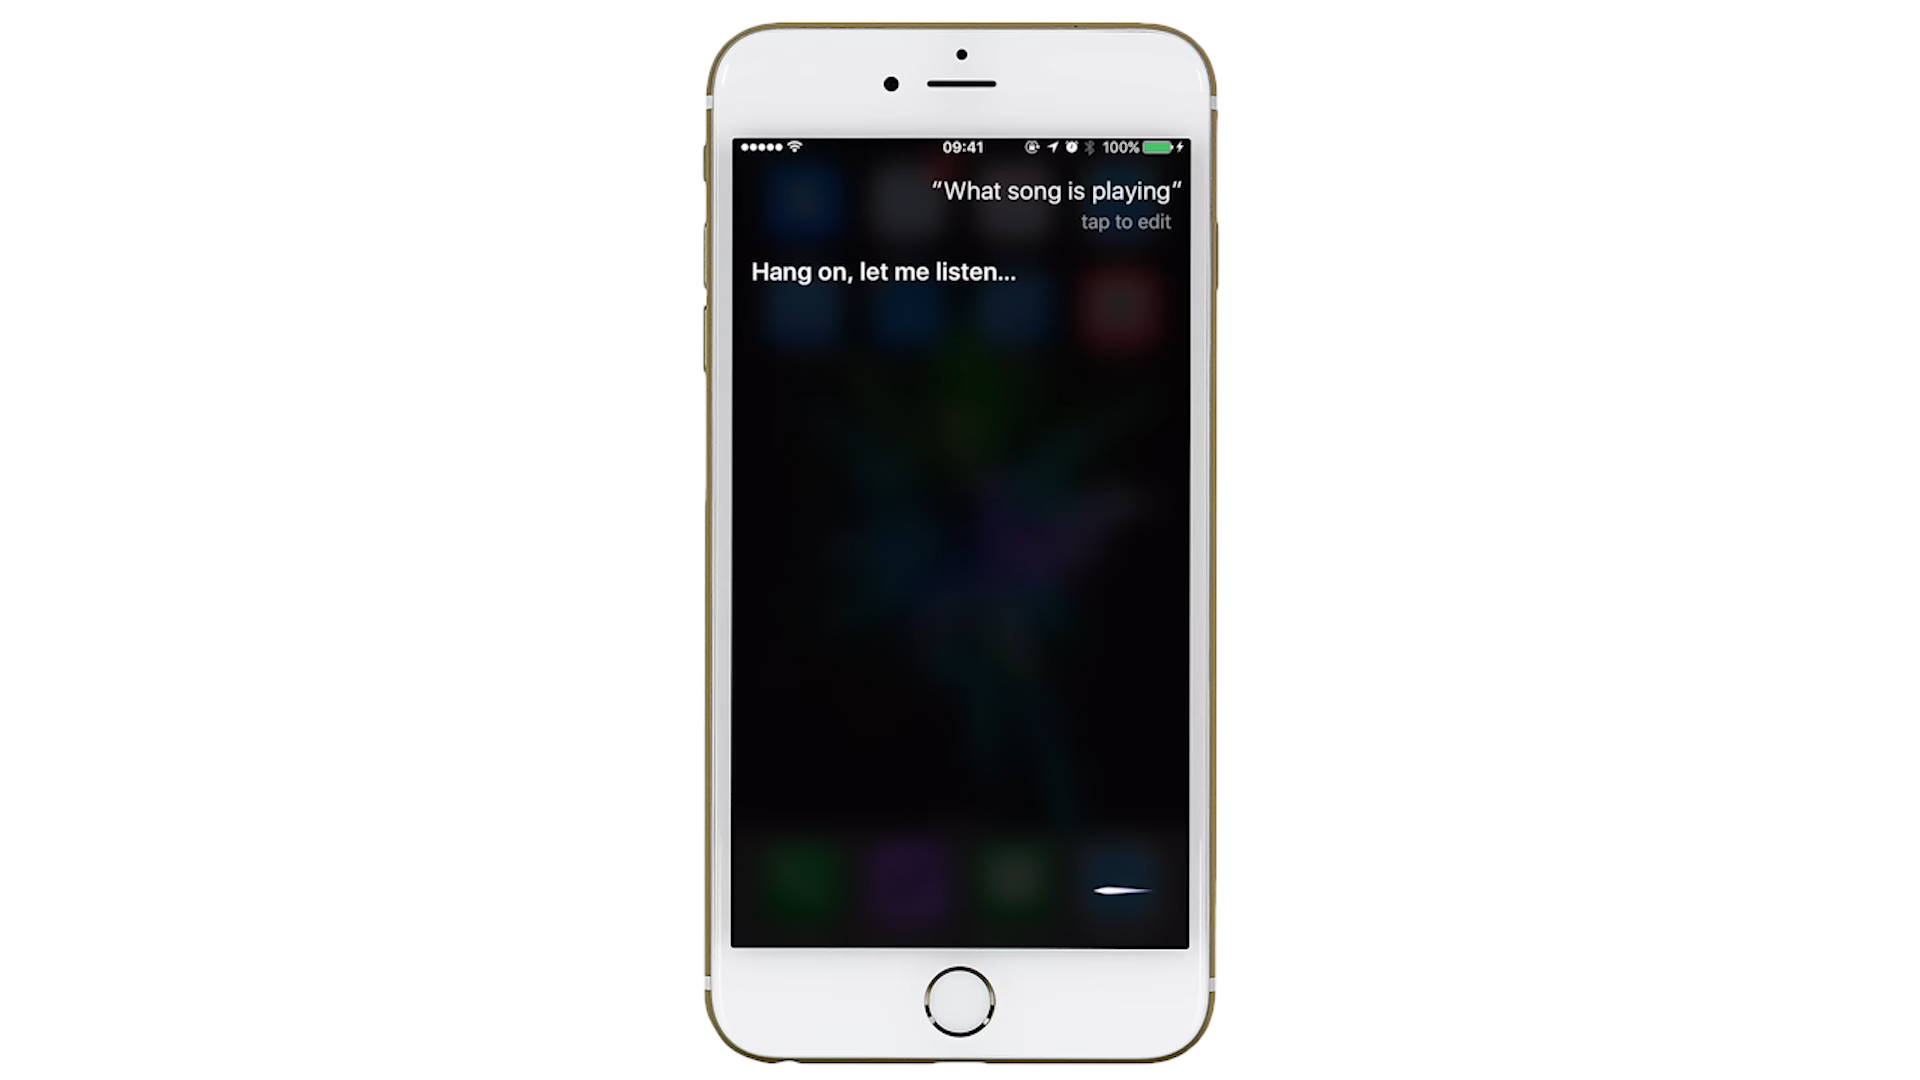 09:41 100%
“What song is playing”
tap to edit
Hang on, let me listen...